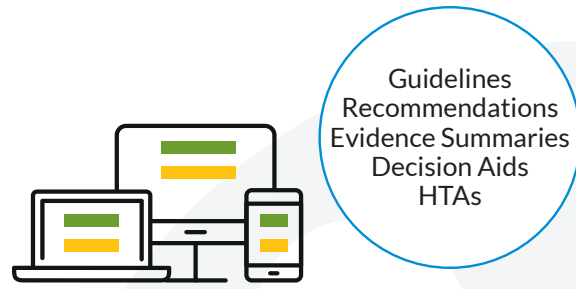 Guidelines
Recommendations
Evidence Summaries
Decision Aids
HTAs